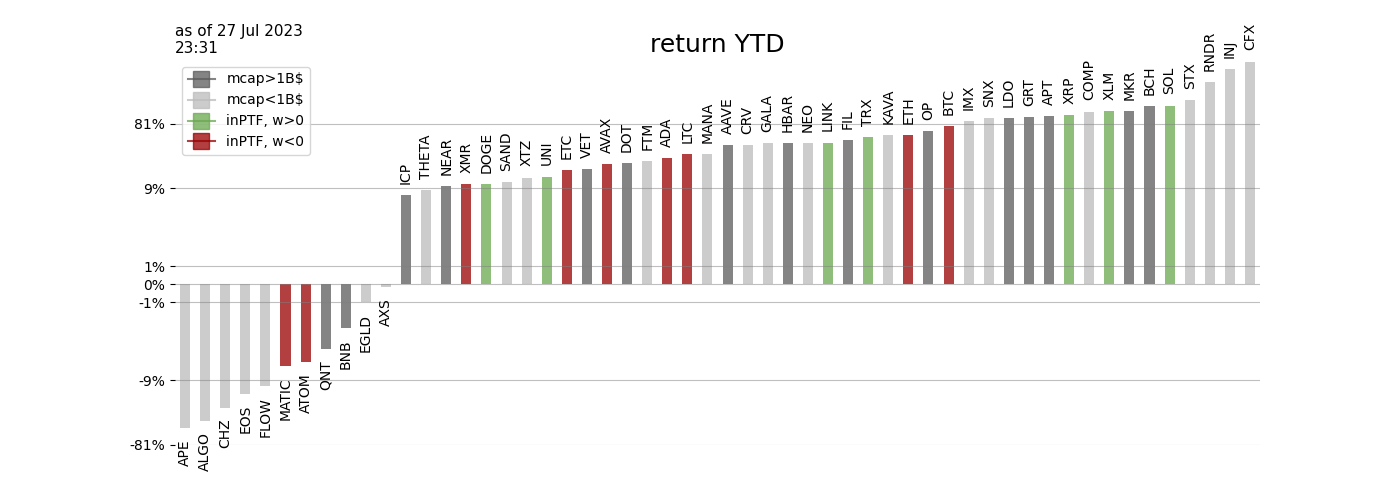 as of 27 Jul 2023
23:31
return YTD
mcap>1B$
mcap<1B$
inPTF, w>0
inPTF, w<0
81%
9%
1%
0%
-1%
-9%
-81%
APE
ALGO
CHZ
EOS
FLOW
MATIC
ATOM
QNT
BNB
EGLD
AXS
ICP
THETA
NEAR
XMR
DOGE
SAND
XTZ
UNI
ETC
VET
AVAX
DOT
FTM
ADA
LTC
MANA
AAVE
CRV
GALA
HBAR
NEO
LINK
FIL
TRX
KAVA
ETH
OP
BTC
IMX
SNX
LDO
GRT
APT
XRP
COMP
XLM
MKR
BCH
SOL
STX
RNDR
INJ
CFX